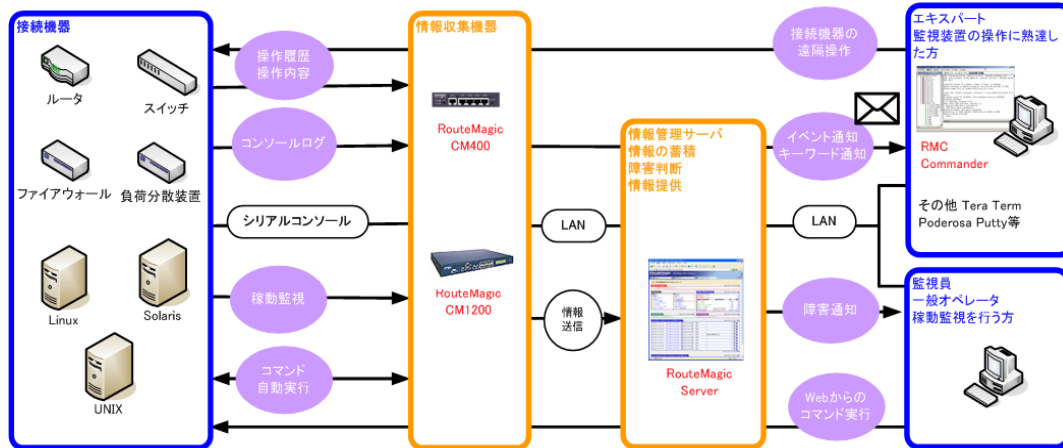 接続機器
ルータ
スイッチ
ファイアウォール
負荷分散装置
Linux
Solaris
UNIX
操作履歴
操作内容
コンソールログ
シリアルコンソール
稼動監視
コマンド
自動実行
情報収集機器
RouteMagic
CM400
RouteMagic
CM1200
LAN
情報
送信
情報管理サーバ
情報の蓄積
障害判断
情報提供
RouteMagic
Server
接続機器の
遠隔操作
イベント通知
キーワード通知
LAN
障害通知
Webからの
コマンド実行
エキスパート
監視装置の操作に熟達し
た方
RMC
Commander
その他 Tera Term
Poderosa Putty等
監視員
一般オペレータ
稼動監視を行う方